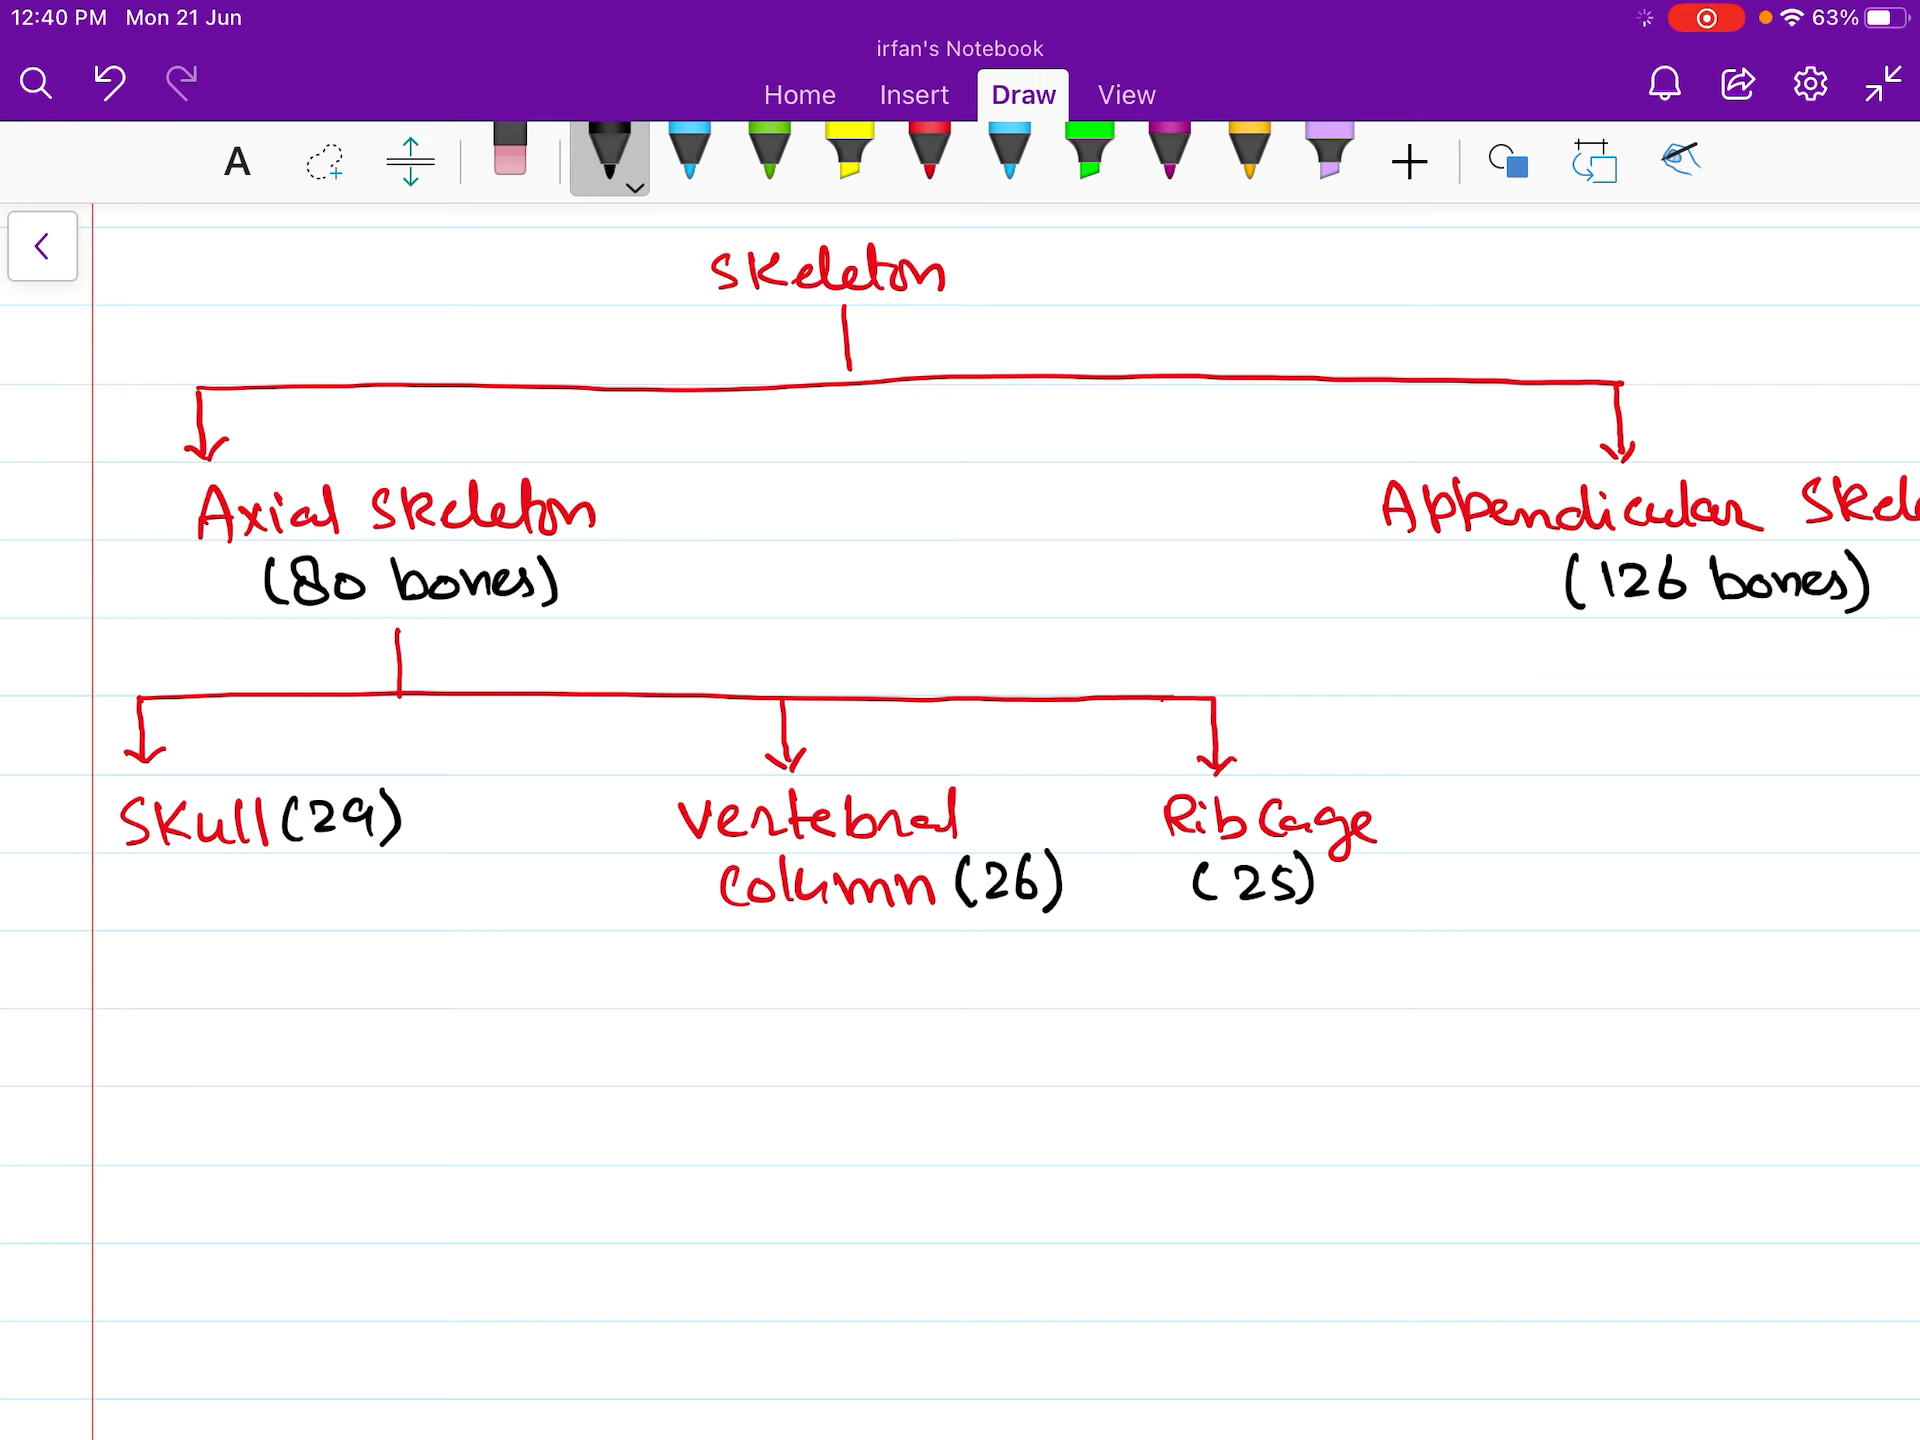 12:40 PM Mon 21 Jun
63%
irfan's Notebook
Home Insert Draw View
A
Skeleton
Axial Skeleton
Appendicular Skel
(80 bones)
(126 bones)
Skull (29)
Vertebral
Column (26)
Rib Cage
(25)